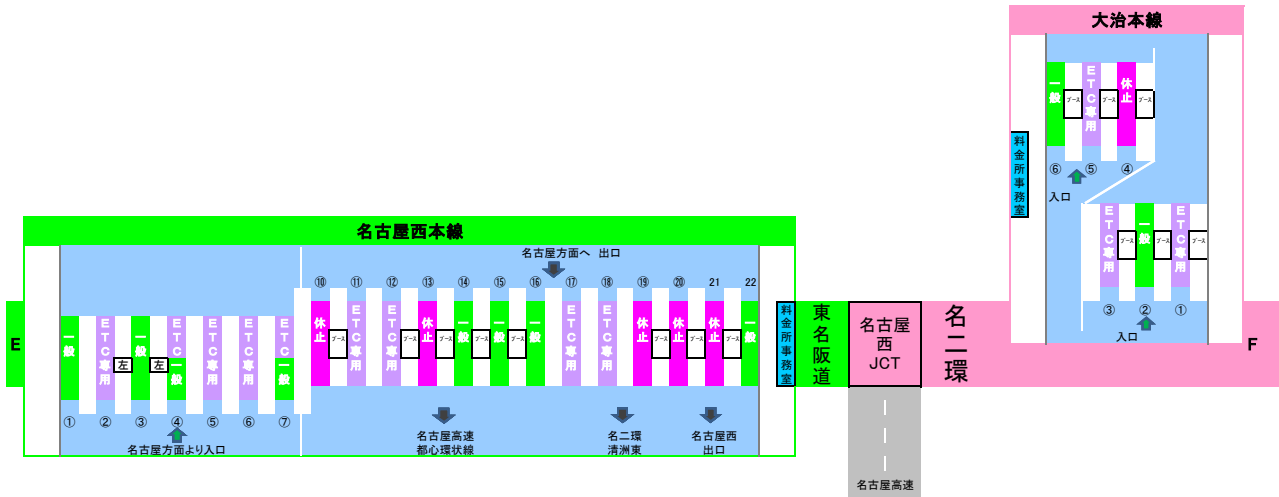 大治本線
一般
ブース
ETC専用
ブース
休止
ブース
⑥
⑤
④
入口
料金所事務室
ETC専用
ブース
一般
ブース
ETC専用
ブース
③
②
①
入口
名古屋西本線
名古屋方面へ 出口
⑩
⑪
⑫
⑬
⑭
⑮
⑯
⑰
⑱
⑲
⑳
21
22
E
一般
ETC専用
左
一般
左
ETC一般
ETC専用
ETC専用
ETC一般
休止
ブース
ETC専用
ETC専用
ブース
休止
ブース
一般
ブース
一般
ブース
一般
ETC専用
ETC専用
休止
ブース
休止
ブース
休止
ブース
一般
料金所事務室
東名阪道
名古屋
西
JCT
名二環
F
①
②
③
④
⑤
⑥
⑦
名古屋方面より入口
名古屋高速
都心環状線
名二環
清洲東
名古屋西
出口
名古屋高速